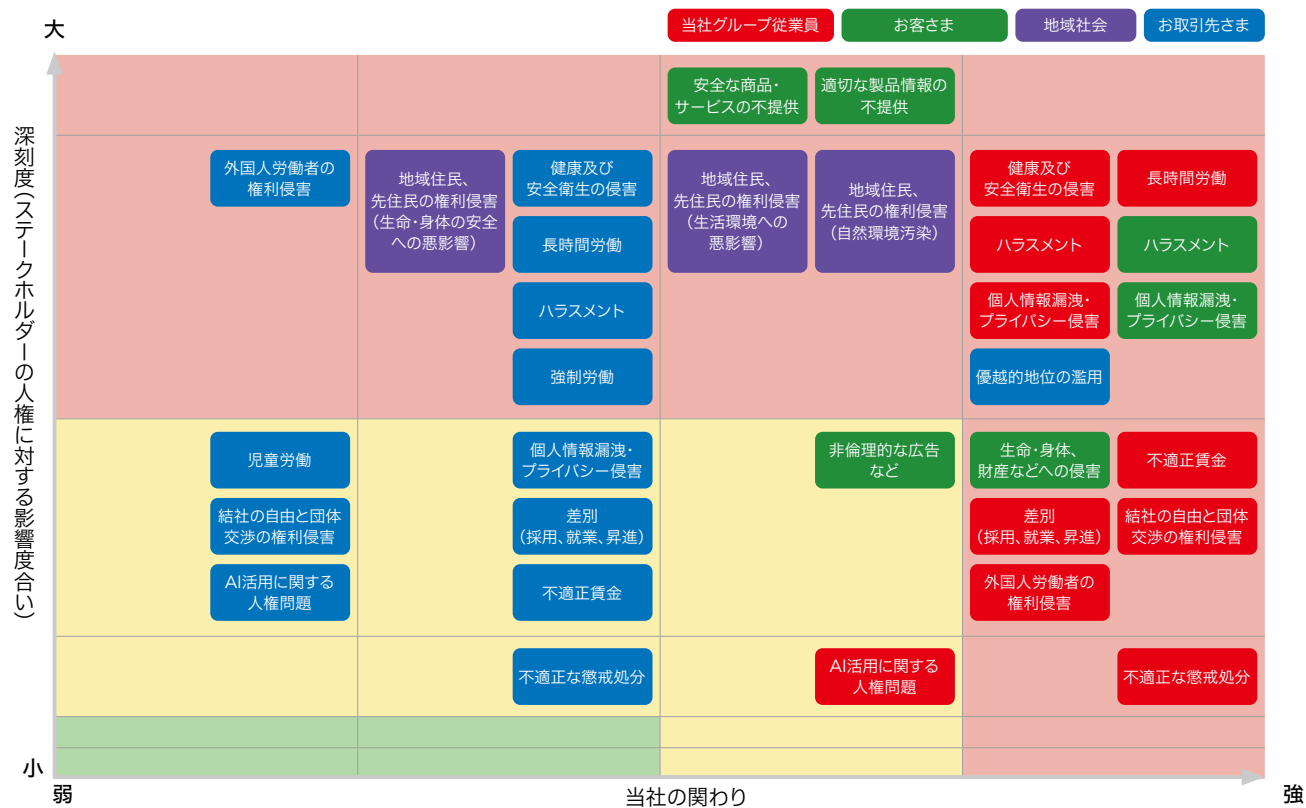 当社グループ従業員
お客さま
地域社会
お取引先さま
大
深刻度(ステークホルダーの人権に対する影響度合い)
安全な商品・
サービスの不提供
適切な製品情報の
不提供
外国人労働者の
権利侵害
地域住民、
先住民の権利侵害
(生命・身体の安全
への悪影響)
健康及び
安全衛生の侵害
長時間労働
ハラスメント
強制労働
地域住民、
先住民の権利侵害
(生活環境への
悪影響)
地域住民、
先住民の権利侵害
(自然環境汚染)
健康及び
安全衛生の侵害
長時間労働
ハラスメント
ハラスメント
個人情報漏洩・
プライバシー侵害
個人情報漏洩・
プライバシー侵害
優越的地位の濫用
児童労働
結社の自由と団体
交渉の権利侵害
AI活用に関する
人権問題
個人情報漏洩・
プライバシー侵害
差別
(採用、就業、昇進)
不適正賃金
非倫理的な広告
など
生命・身体、
財産などへの侵害
不適正賃金
差別
(採用、就業、昇進)
結社の自由と団体
交渉の権利侵害
外国人労働者の
権利侵害
不適正な懲戒処分
AI活用に関する
人権問題
不適正な懲戒処分
小
弱
当社の関わり
強